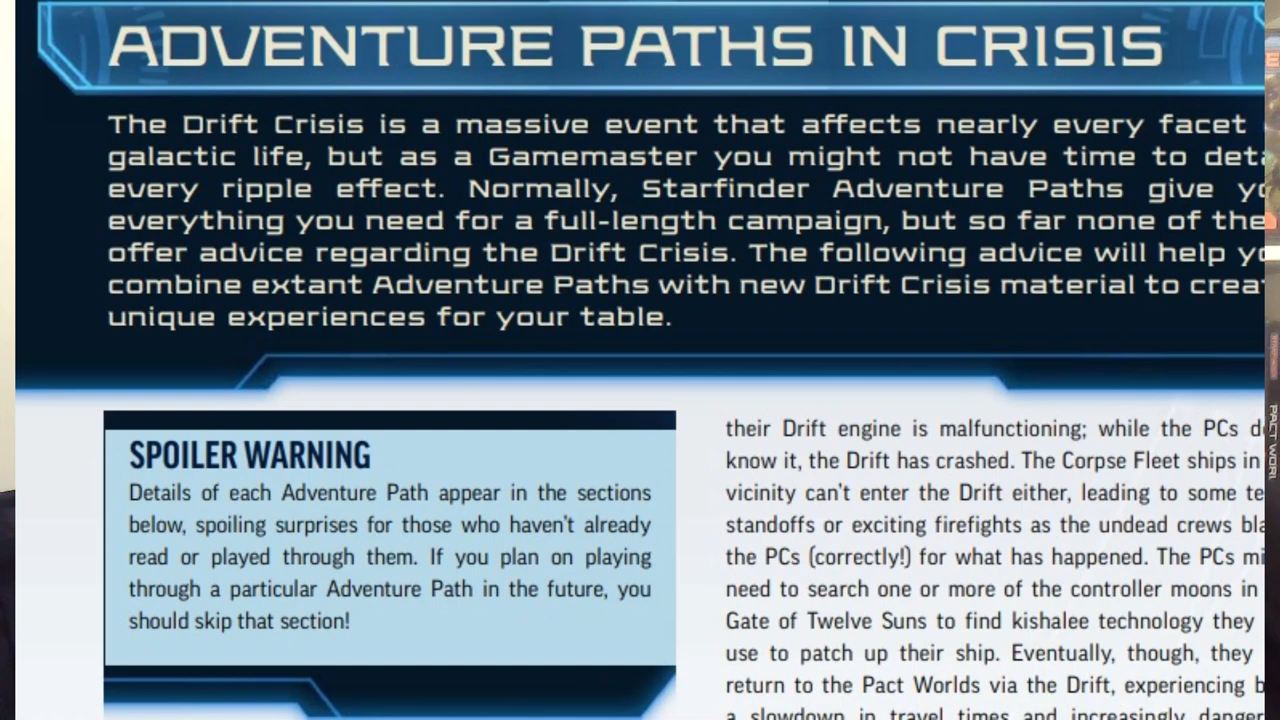 ADVENTURE PATHS IN CRISIS
The Drift Crisis is a massive event that affects nearly every facet
galactic life, but as a Gamemaster you might not have time to
every ripple effect. Normally, Starfinder Adventure Paths give
everything you need for a full-length campaign, but so far none of
offer advice regarding the Drift Crisis. The following advice will help
combine extant Adventure Paths with new Drift Crisis material to
unique experiences for your table.
SPOILER WARNING
Details of each Adventure Path appear in the sections
below, spoiling surprises for those who haven't already
read or played through them. If you plan on playing
through a particular Adventure Path in the future, you
should skip that section!
their Drift engine is malfunctioning; while the PCs
know it, the Drift has crashed. The Corpse Fleet ships in
vicinity can't enter the Drift either, leading to some
standoffs or exciting firefights as the undead crews
the PCs (correctly!) for what has happened. The PCs
need to search one or more of the controller moons in
Gate of Twelve Suns to find kishalee technology they
use to patch up their ship. Eventually, though, they
return to the Pact Worlds via the Drift, experiencing
a slowdown in travel times and increasingly
PACT